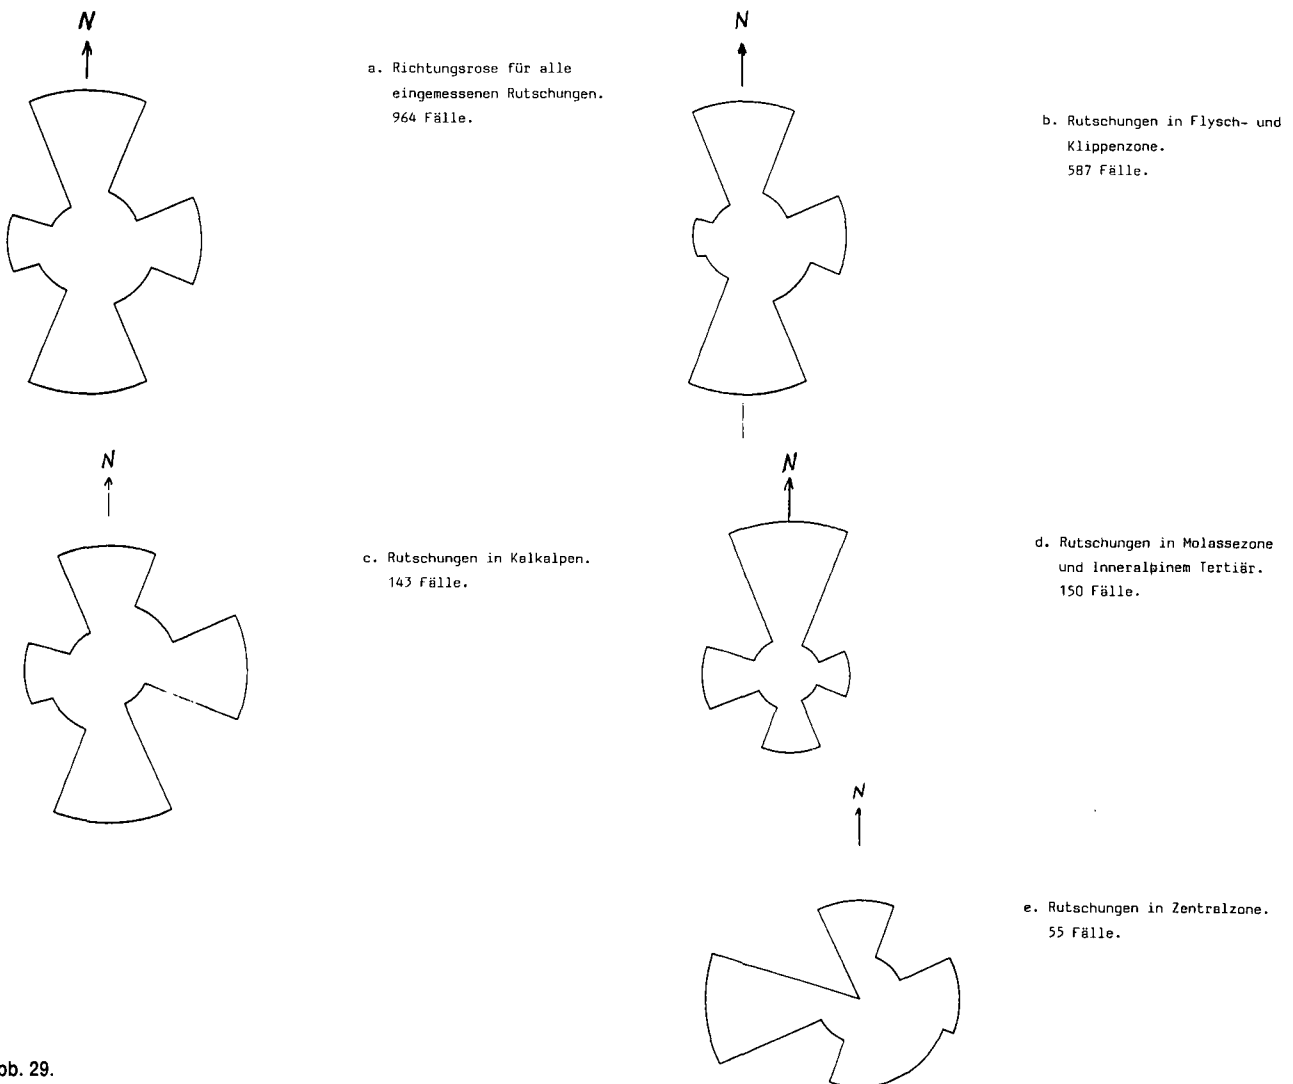 N
a. Richtungsrose für alle
eingemessenen Rutschungen.
964 Fälle.
N
b. Rutschungen in Flysch- und
Klippenzone.
587 Fälle.
N
c. Rutschungen in Kalkalpen.
143 Fälle.
N
d. Rutschungen in Molassezone
und Inneralpinem Tertiär.
150 Fälle.
N
e. Rutschungen in Zentralzone.
55 Fälle.
bb. 29.